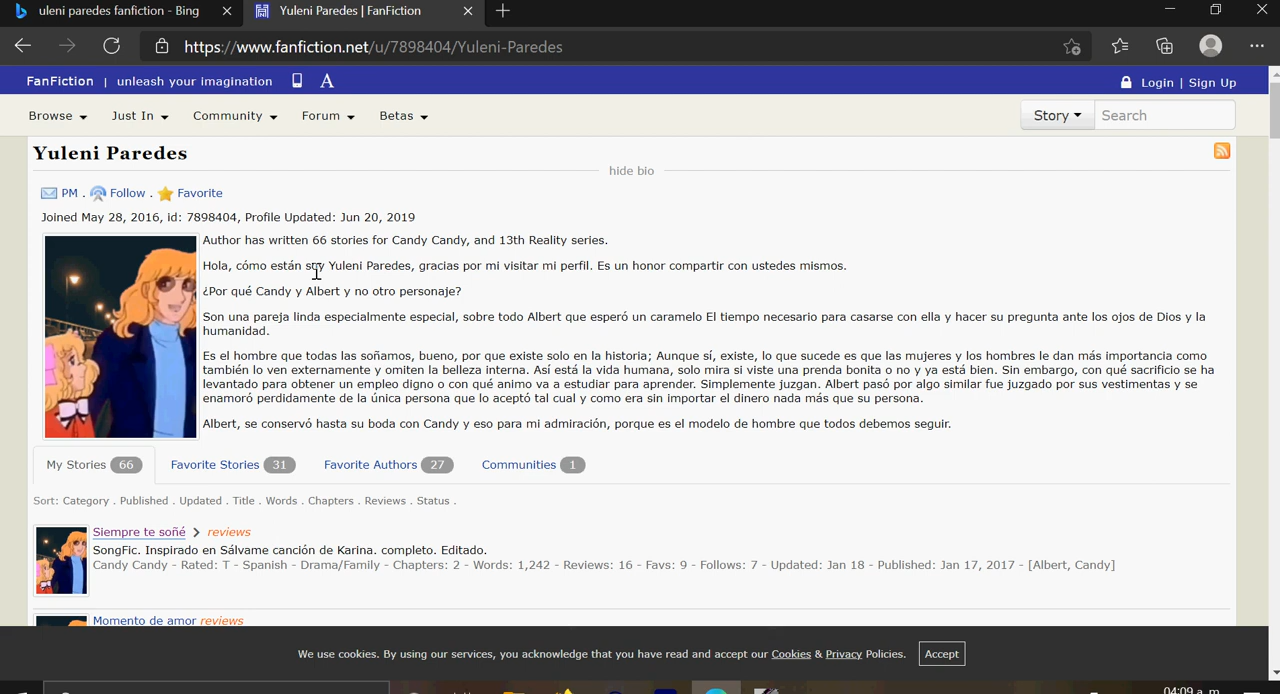 uleni paredes fanfiction - Bing
Yuleni Paredes | FanFiction
https://www.fanfiction.net/u/7898404/Yuleni-Paredes
FanFiction | unleash your imagination A
Login | Sign Up
Browse Just In Community Forum Betas Story Search
Yuleni Paredes
hide bio
PM . Follow . Favorite
Joined May 28, 2016, id: 7898404, Profile Updated: Jun 20, 2019
Author has written 66 stories for Candy Candy, and 13th Reality series.
Hola, cómo están soy Yuleni Paredes, gracias por mi visitar mi perfil. Es un honor compartir con ustedes mismos.
¿Por qué Candy y Albert y no otro personaje?
Son una pareja linda especialmente especial, sobre todo Albert que esperó un caramelo El tiempo necesario para casarse con ella y hacer su pregunta ante los ojos de Dios y la
humanidad.
Es el hombre que todas las soñamos, bueno, por que existe solo en la historia; Aunque sí, existe, lo que sucede es que las mujeres y los hombres le dan más importancia como
también lo ven externamente y omiten la belleza interna. Así está la vida humana, solo mira si viste una prenda bonita o no y ya está bien. Sin embargo, con qué sacrificio se ha
levantado para obtener un empleo digno o con qué animo va a estudiar para aprender. Simplemente juzgan. Albert pasó por algo similar fue juzgado por sus vestimentas y se
enamoró perdidamente de la única persona que lo aceptó tal cual y como era sin importar el dinero nada más que su persona.
Albert, se conservó hasta su boda con Candy y eso para mi admiración, porque es el modelo de hombre que todos debemos seguir.
My Stories 66 Favorite Stories 31 Favorite Authors 27 Communities 1
Sort: Category . Published . Updated . Title . Words . Chapters . Reviews . Status .
Siempre te soñé reviews
SongFic. Inspirado en Sálvame canción de Karina. completo. Editado.
Candy Candy - Rated: T - Spanish - Drama/Family - Chapters: 2 - Words: 1,242 - Reviews: 16 - Favs: 9 - Follows: 7 - Updated: Jan 18 - Published: Jan 17, 2017 - [Albert, Candy]
Momento de amor reviews
We use cookies. By using our services, you acknowledge that you have read and accept our Cookies & Privacy Policies. Accept
04:09 a. m.